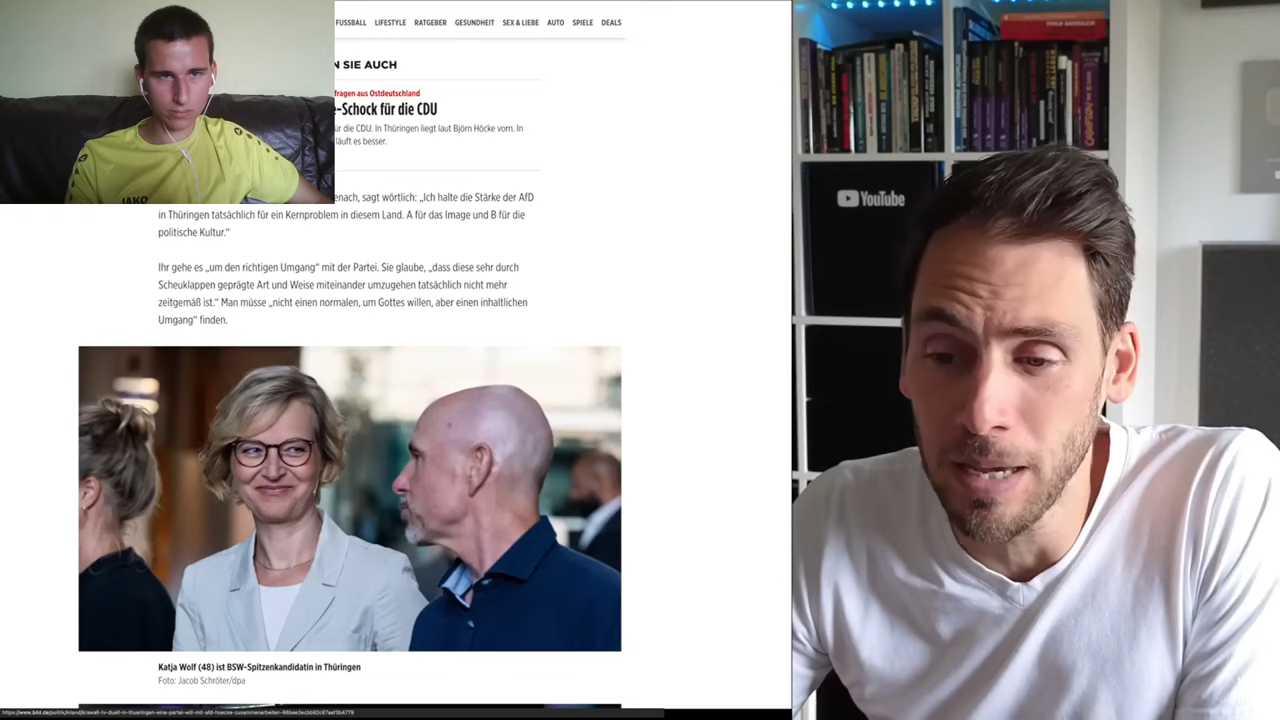 FUSSBALL LIFESTYLE RATGEBER GESUNDHEIT SEX & LIEBE AUTO SPIELE DEALS
N SIE AUCH
fragen aus Ostdeutschland
e-Schock für die CDU
ür die CDU. In Thüringen liegt laut Björn Höcke vorn. In
läuft es besser.
enach, sagt wörtlich: „Ich halte die Stärke der AfD
in Thüringen tatsächlich für ein Kernproblem in diesem Land. A für das Image und B für die
politische Kultur.“
Ihr gehe es „um den richtigen Umgang“ mit der Partei. Sie glaube, „dass diese sehr durch
Scheuklappen geprägte Art und Weise miteinander umzugehen tatsächlich nicht mehr
zeitgemäß ist.“ Man müsse „nicht einen normalen, um Gottes willen, aber einen inhaltlichen
Umgang“ finden.
Katja Wolf (48) ist BSW-Spitzenkandidatin in Thüringen
Foto: Jacob Schröter/dpa
JAKO
YouTube